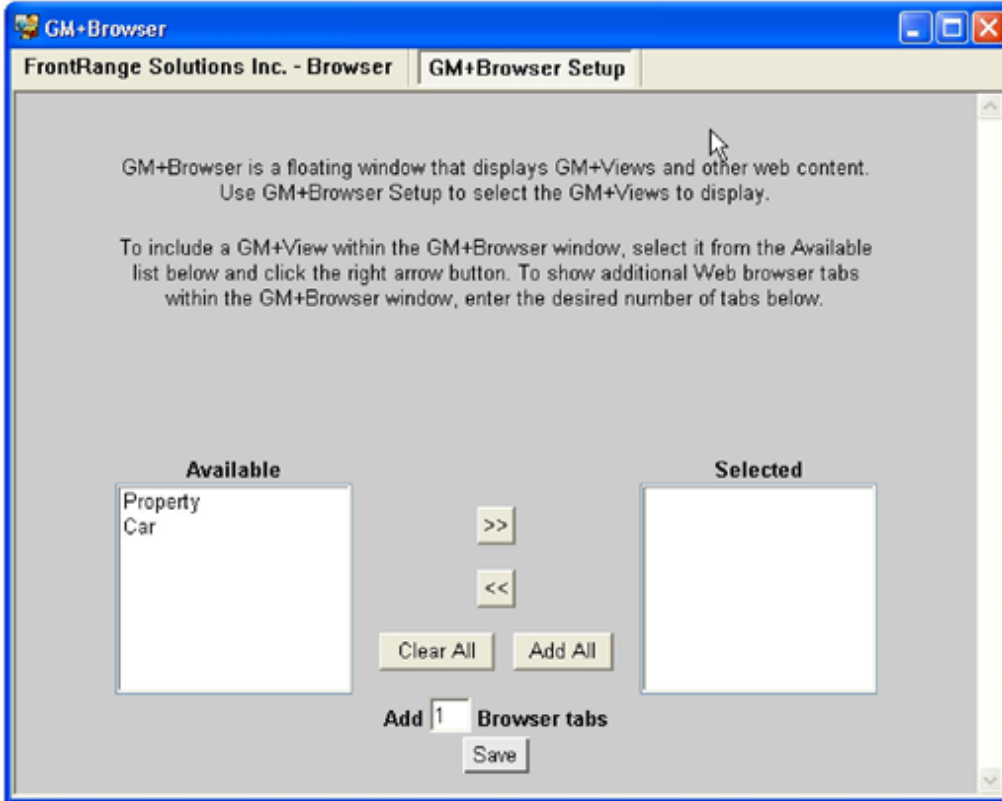 GM+Browser
FrontRange Solutions Inc. - Browser GM+Browser Setup
GM+Browser is a floating window that displays GM+Views and other web content.
Use GM+Browser Setup to select the GM+Views to display.
To include a GM+View within the GM+Browser window, select it from the Available
list below and click the right arrow button. To show additional Web browser tabs
within the GM+Browser window, enter the desired number of tabs below.
Available Selected
Property
Car
>>
<<
Clear All Add All
Add 1 Browser tabs
Save